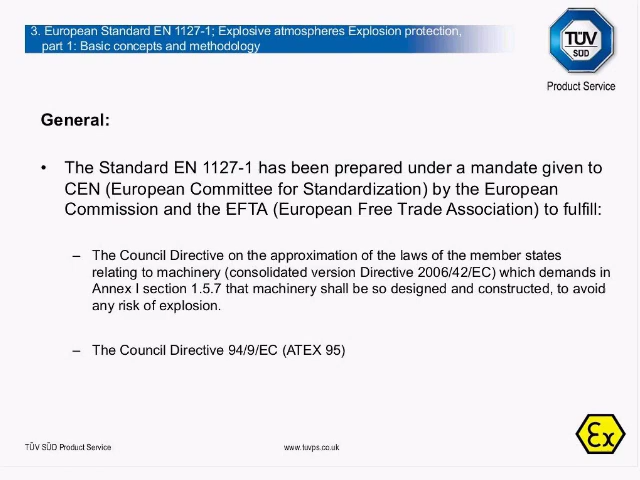 3. European Standard EN 1127-1; Explosive atmospheres Explosion protection,
part 1: Basic concepts and methodology
TÜV
SÜD
Product Service
General:
• The Standard EN 1127-1 has been prepared under a mandate given to
CEN (European Committee for Standardization) by the European
Commission and the EFTA (European Free Trade Association) to fulfill:
– The Council Directive on the approximation of the laws of the member states
relating to machinery (consolidated version Directive 2006/42/EC) which demands in
Annex I section 1.5.7 that machinery shall be so designed and constructed, to avoid
any risk of explosion.
– The Council Directive 94/9/EC (ATEX 95)
TÜV SÜD Product Service
www.tuvps.co.uk
Ex